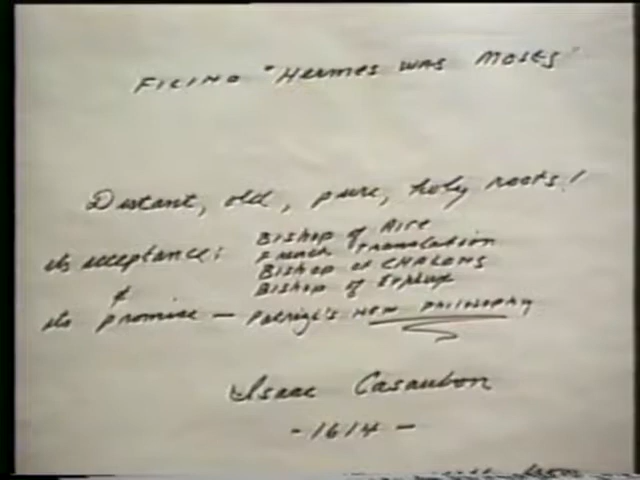 FICINO "Hermes was Moses"
Distant, old, pure, holy roots!
its acceptance: Bishop of Aire
French Translation
Bishop of CHALONS
Bishop of
&
its promise — Patrizi's NEW PHILOSOPHY
Isaac Casaubon
- 1614 -